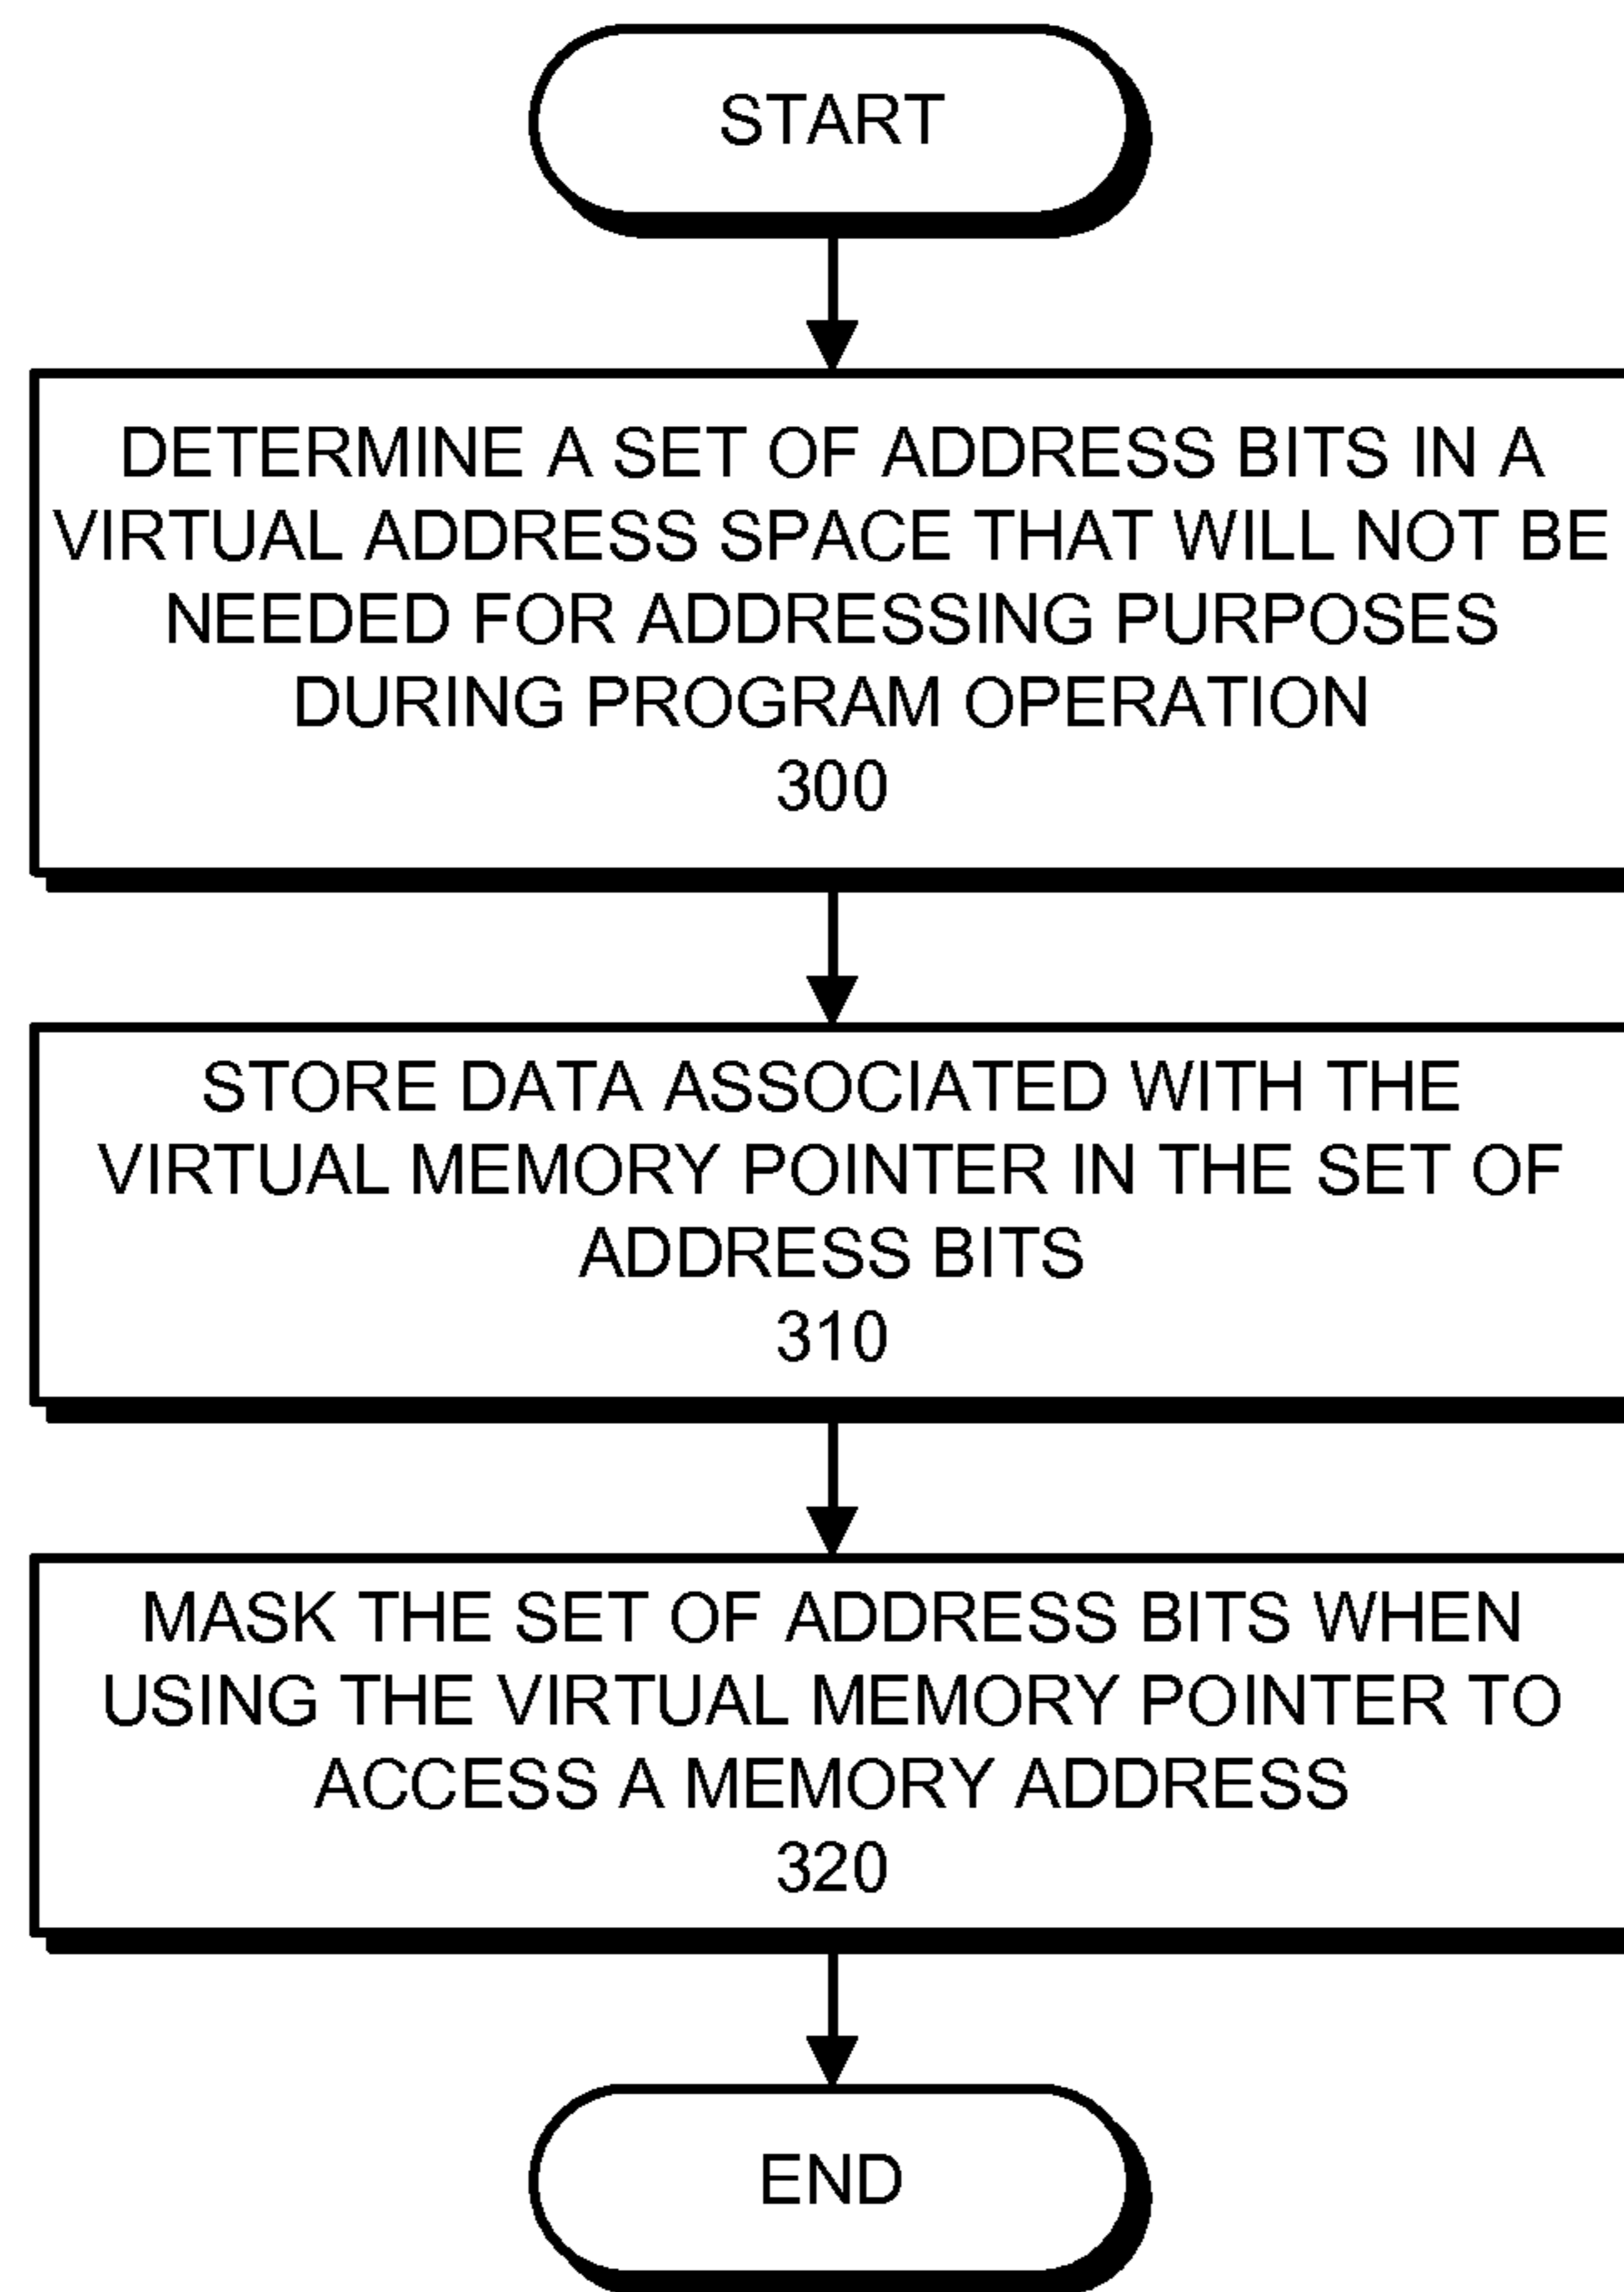 START
DETERMINE A SET OF ADDRESS BITS IN A
VIRTUAL ADDRESS SPACE THAT WILL NOT BE
NEEDED FOR ADDRESSING PURPOSES
DURING PROGRAM OPERATION
300
STORE DATA ASSOCIATED WITH THE
VIRTUAL MEMORY POINTER IN THE SET OF
ADDRESS BITS
310
MASK THE SET OF ADDRESS BITS WHEN
USING THE VIRTUAL MEMORY POINTER TO
ACCESS A MEMORY ADDRESS
320
END